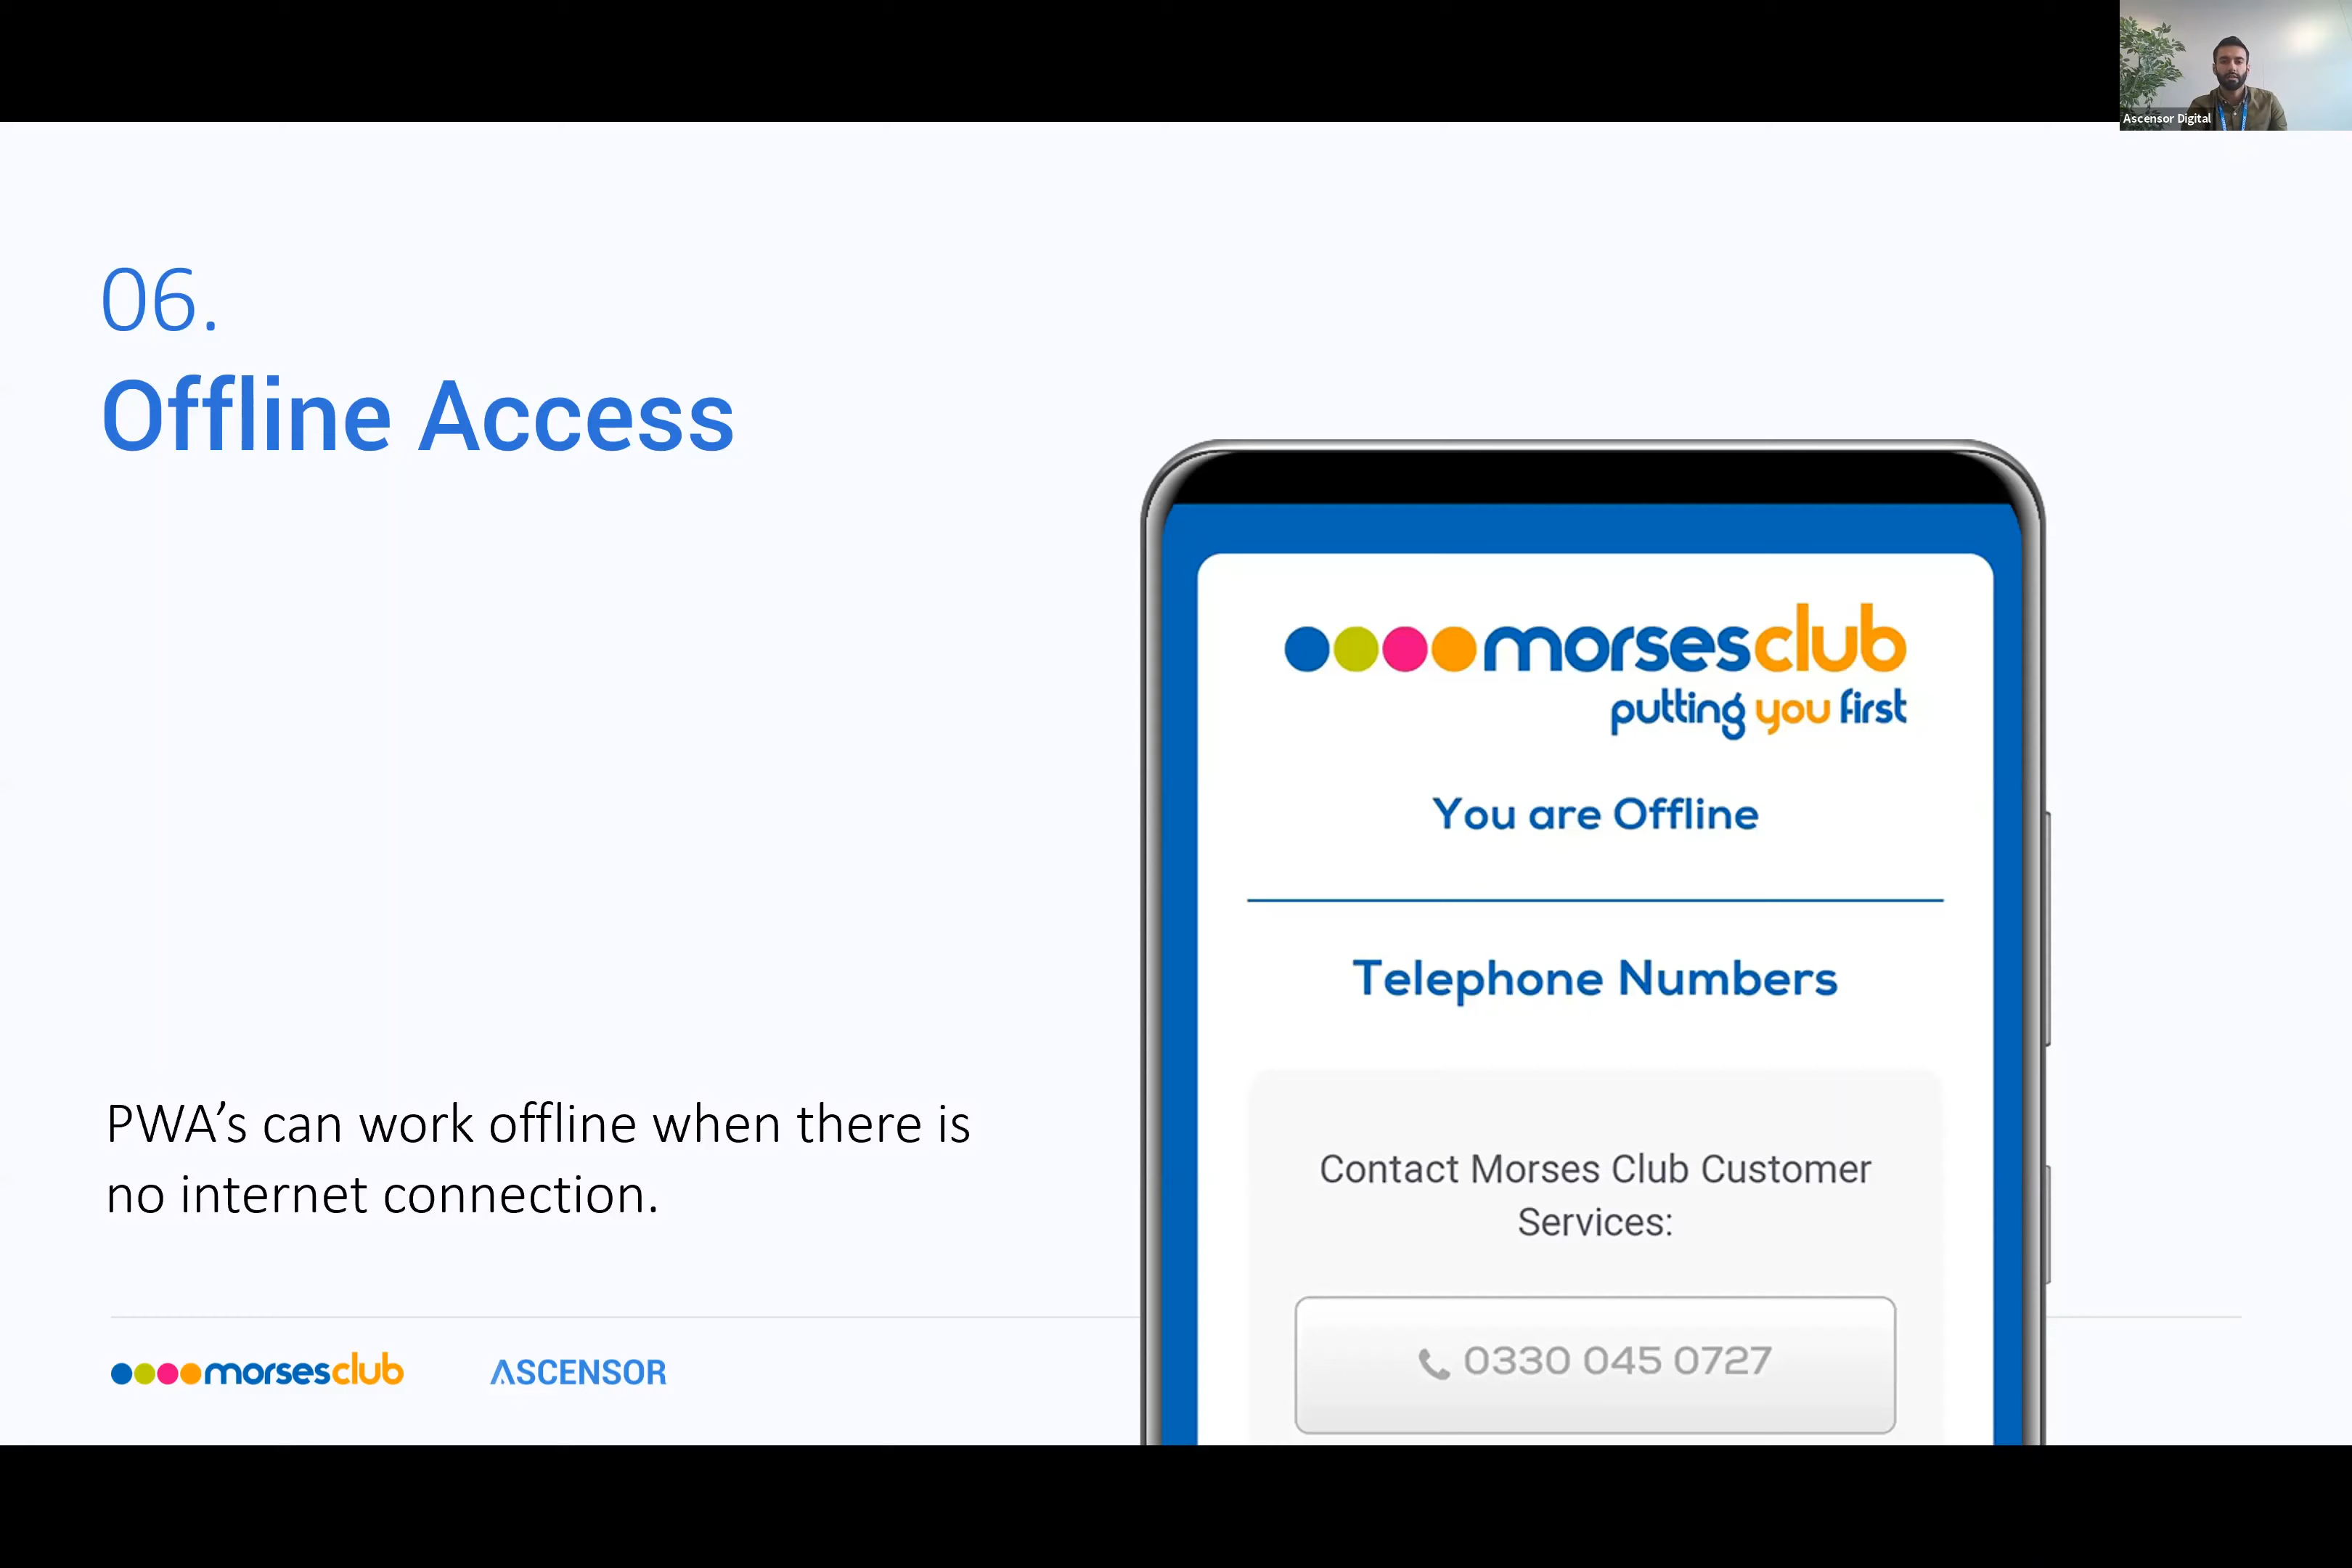 Ascensor Digital
06.
Offline Access
morsesclub
putting you first
You are Offline
Telephone Numbers
Contact Morses Club Customer
Services:
0330 045 0727
PWA’s can work offline when there is
no internet connection.
morsesclub
ASCENSOR